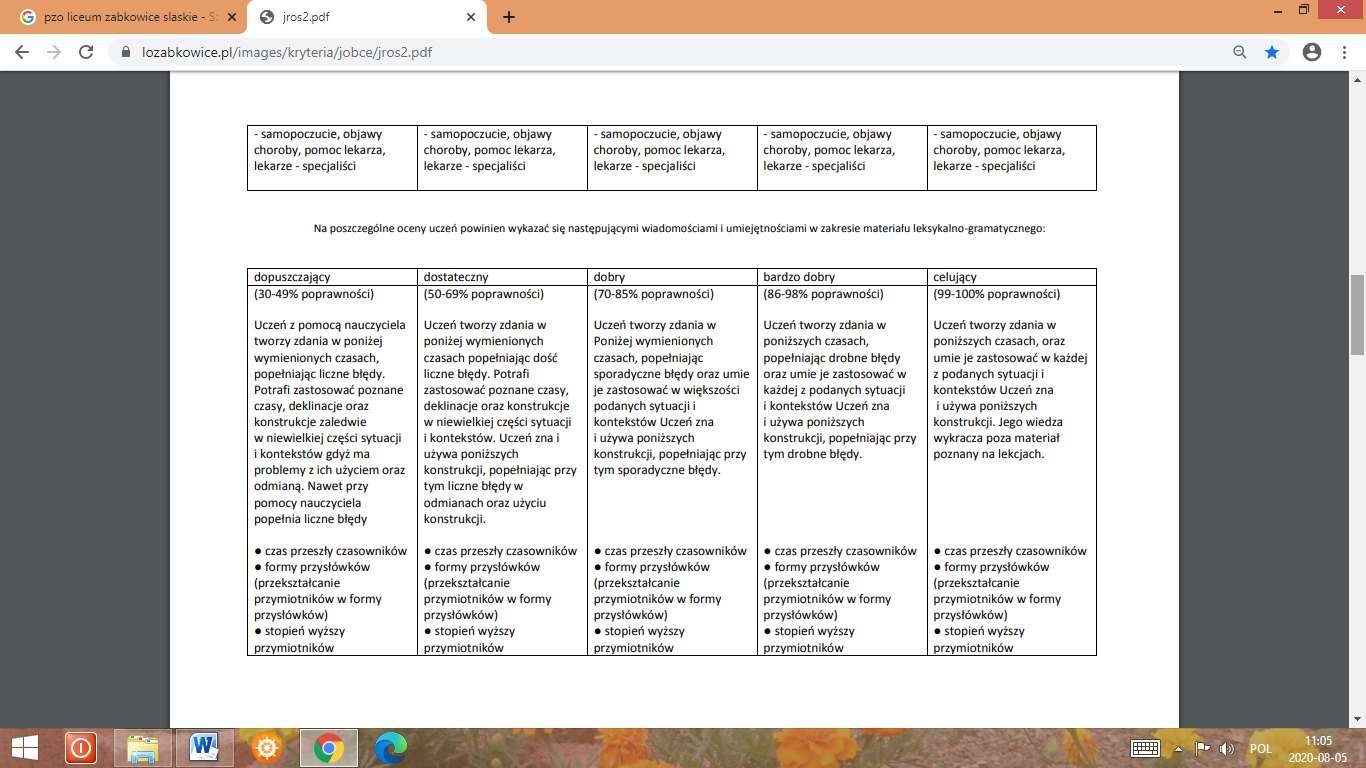 pzo liceum zabkowice slaskie - Sz
jros2.pdf
lozabkowice.pl/images/kryteria/jobce/jros2.pdf
- samopoczucie, objawy
choroby, pomoc lekarza,
lekarze - specjaliści
- samopoczucie, objawy
choroby, pomoc lekarza,
lekarze - specjaliści
- samopoczucie, objawy
choroby, pomoc lekarza,
lekarze - specjaliści
- samopoczucie, objawy
choroby, pomoc lekarza,
lekarze - specjaliści
- samopoczucie, objawy
choroby, pomoc lekarza,
lekarze - specjaliści
Na poszczególne oceny uczeń powinien wykazać się następującymi wiadomościami i umiejętnościami w zakresie materiału leksykalno-gramatycznego:
dopuszczający
dostateczny
dobry
bardzo dobry
celujący
(30-49% poprawności)
Uczeń z pomocą nauczyciela
tworzy zdania w poniżej
wymienionych czasach,
popełniając liczne błędy.
Potrafi zastosować poznane
czasy, deklinacje oraz
konstrukcje zaledwie
w niewielkiej części sytuacji
i kontekstów gdyż ma
problemy z ich użyciem oraz
odmianą. Nawet przy
pomocy nauczyciela
popełnia liczne błędy
● czas przeszły czasowników
● formy przysłówków
(przekształcanie
przymiotników w formy
przysłówków)
● stopień wyższy
przymiotników
(50-69% poprawności)
Uczeń tworzy zdania w
poniżej wymienionych
czasach popełniając dość
liczne błędy. Potrafi
zastosować poznane czasy,
deklinacje oraz konstrukcje
w niewielkiej części sytuacji
i kontekstów. Uczeń zna i
używa poniższych
konstrukcji, popełniając przy
tym liczne błędy w
odmianach oraz użyciu
konstrukcji.
● czas przeszły czasowników
● formy przysłówków
(przekształcanie
przymiotników w formy
przysłówków)
● stopień wyższy
przymiotników
(70-85% poprawności)
Uczeń tworzy zdania w
Poniżej wymienionych
czasach, popełniając
sporadyczne błędy oraz umie
je zastosować w większości
podanych sytuacji i
kontekstów Uczeń zna
i używa poniższych
konstrukcji, popełniając przy
tym sporadyczne błędy.
● czas przeszły czasowników
● formy przysłówków
(przekształcanie
przymiotników w formy
przysłówków)
● stopień wyższy
przymiotników
(86-98% poprawności)
Uczeń tworzy zdania w
poniższych czasach,
popełniając drobne błędy
oraz umie je zastosować w
każdej z podanych sytuacji
i kontekstów Uczeń zna
i używa poniższych
konstrukcji, popełniając przy
tym drobne błędy.
● czas przeszły czasowników
● formy przysłówków
(przekształcanie
przymiotników w formy
przysłówków)
● stopień wyższy
przymiotników
(99-100% poprawności)
Uczeń tworzy zdania w
poniższych czasach, oraz
umie je zastosować w każdej
z podanych sytuacji i
kontekstów Uczeń zna
i używa poniższych
konstrukcji. Jego wiedza
wykracza poza materiał
poznany na lekcjach.
● czas przeszły czasowników
● formy przysłówków
(przekształcanie
przymiotników w formy
przysłówków)
● stopień wyższy
przymiotników
POL
11:05
2020-08-05